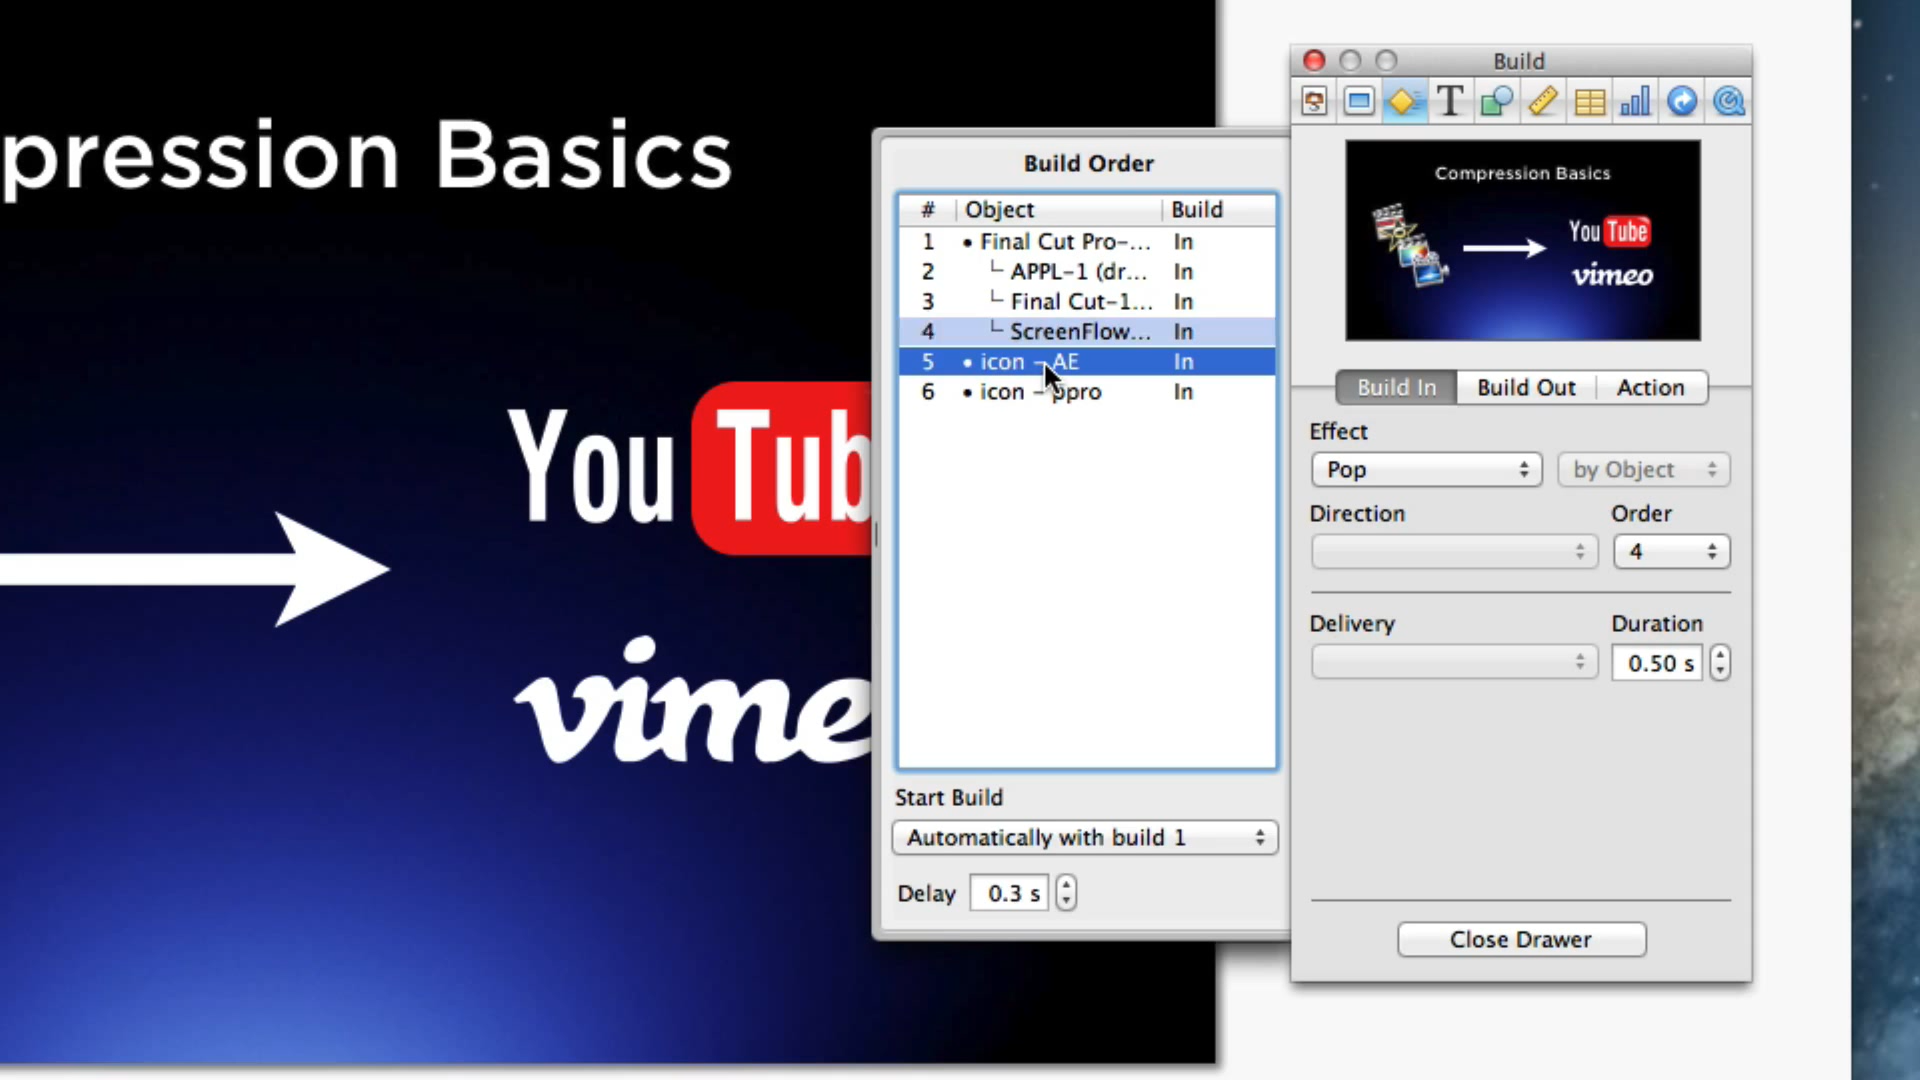 pression Basics
You Tub
vime
Build Order
# Object Build
1 • Final Cut Pro-... In
2 APPL-1 (dr... In
3 Final Cut-1... In
4 ScreenFlow... In
5 • icon - AE In
6 • icon - ppro In
Start Build
Automatically with build 1
Delay 0.3 s
Build
T
Compression Basics
You Tube
vimeo
Build In Build Out Action
Effect
Pop by Object
Direction Order
4
Delivery Duration
0.50 s
Close Drawer